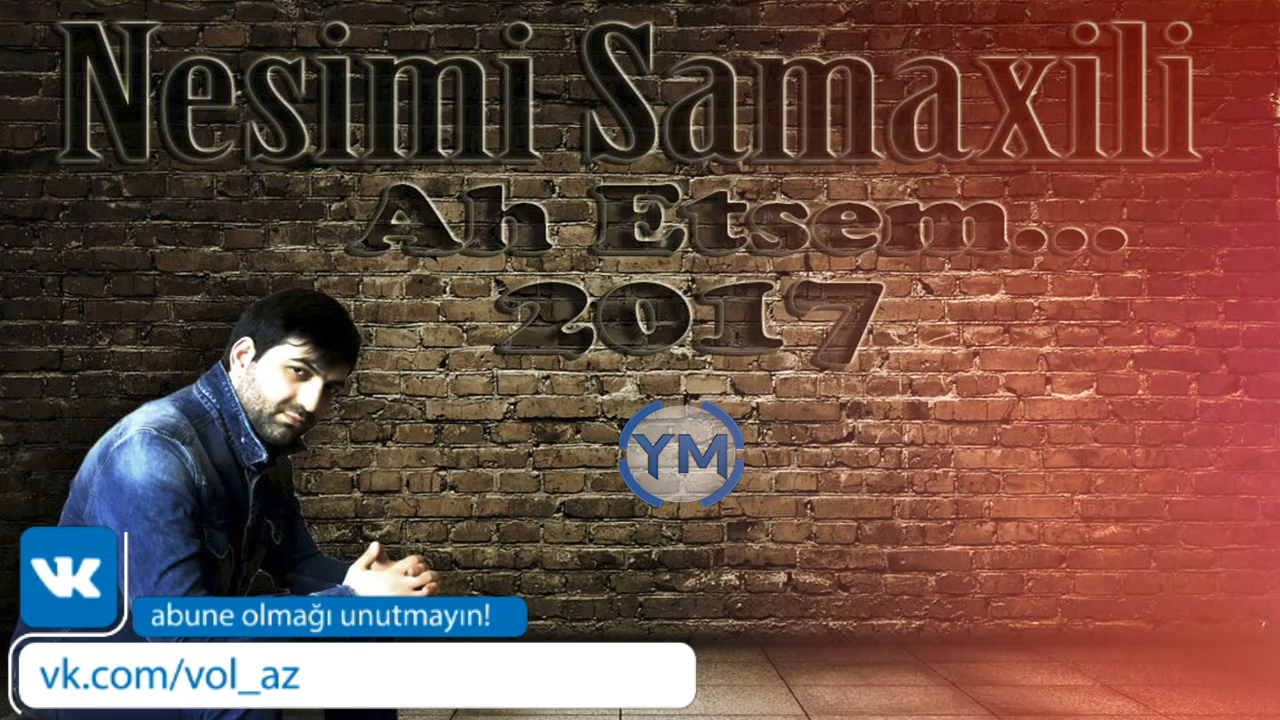 Nesimi Samaxili
Ah Etsem...
2017
YM
VK
abune olmağı unutmayın!
vk.com/vol_az